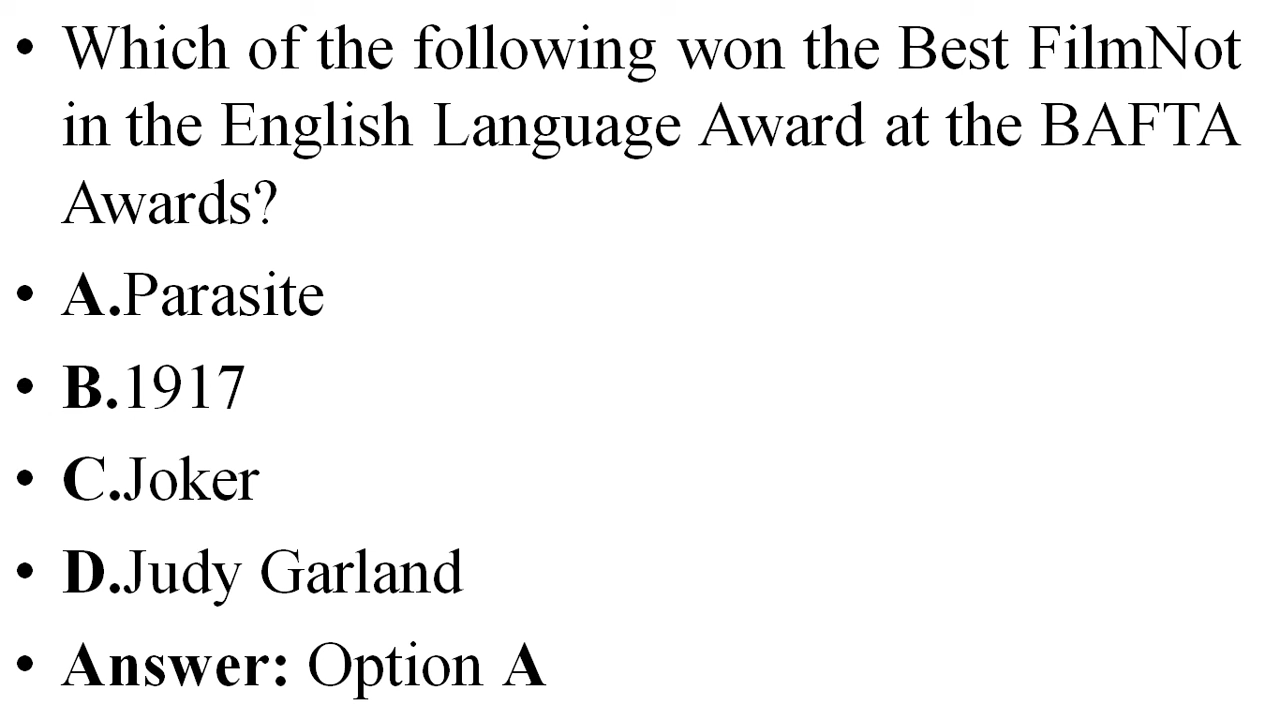 • Which of the following won the Best FilmNot
in the English Language Award at the BAFTA
Awards?
• A.Parasite
• B.1917
• C.Joker
• D.Judy Garland
• Answer: Option A